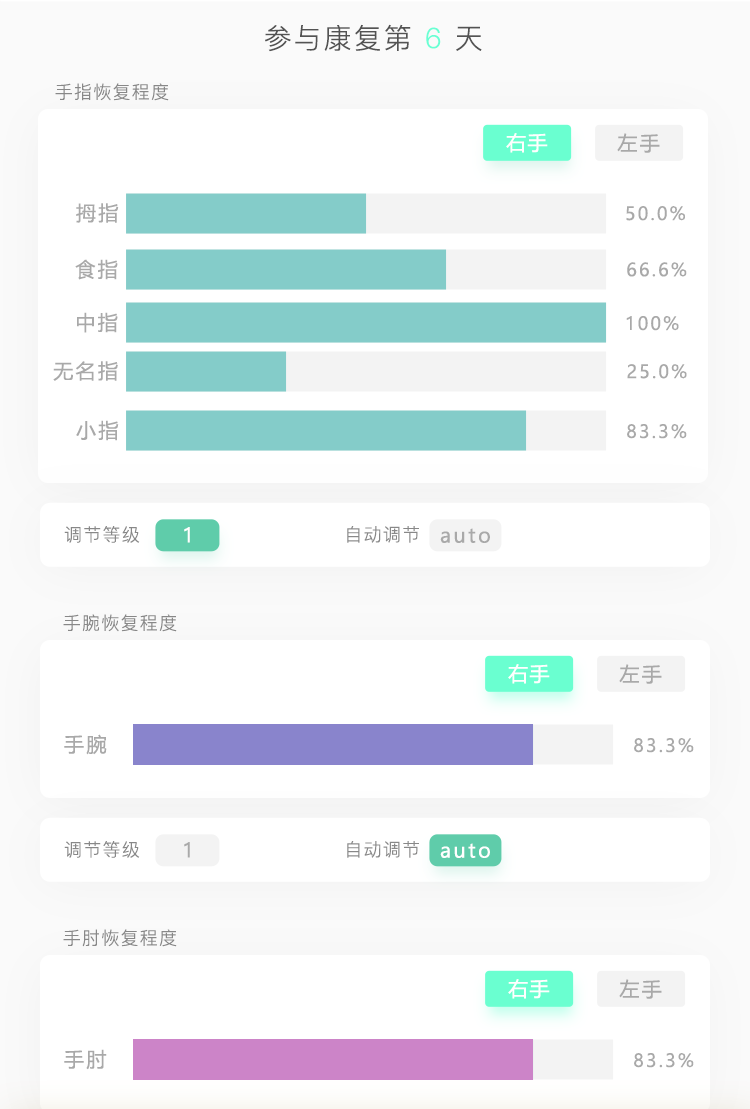 参与康复第 6 天
手指恢复程度
右手 左手
拇指 50.0%
食指 66.6%
中指 100%
无名指 25.0%
小指 83.3%
调节等级 1 自动调节 auto
手腕恢复程度
右手 左手
手腕 83.3%
调节等级 1 自动调节 auto
手肘恢复程度
右手 左手
手肘 83.3%